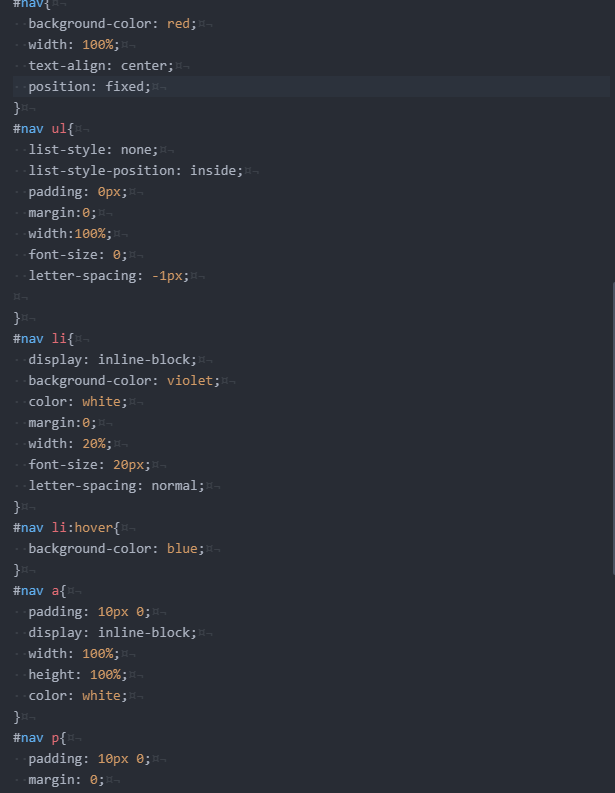 #nav{
background-color: red;
width: 100%;
text-align: center;
position: fixed;
}
#nav ul{
list-style: none;
list-style-position: inside;
padding: 0px;
margin:0;
width:100%;
font-size: 0;
letter-spacing: -1px;
}
#nav li{
display: inline-block;
background-color: violet;
color: white;
margin:0;
width: 20%;
font-size: 20px;
letter-spacing: normal;
}
#nav li:hover{
background-color: blue;
}
#nav a{
padding: 10px 0;
display: inline-block;
width: 100%;
height: 100%;
color: white;
}
#nav p{
padding: 10px 0;
margin: 0;